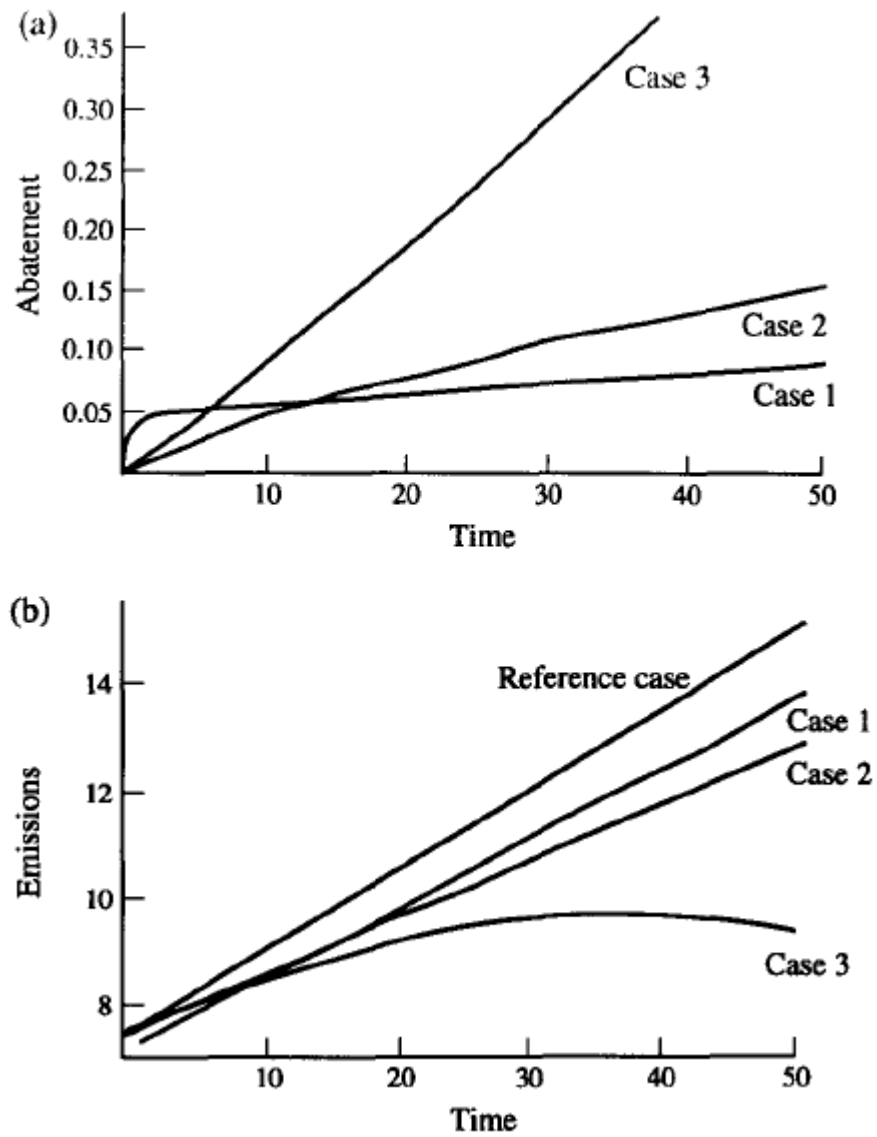 (a)
0.35
0.30
0.25
0.20
0.15
0.10
0.05
Abatement
Case 3
Case 2
Case 1
10 20 30 40 50
Time
(b)
14
12
10
8
Emissions
Reference case
Case 1
Case 2
Case 3
10 20 30 40 50
Time